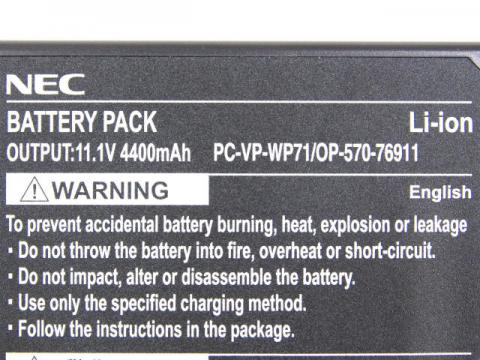 NEC
BATTERY PACK Li-ion
OUTPUT:11.1V 4400mAh PC-VP-WP71/OP-570-76911
WARNING English
To prevent accidental battery burning, heat, explosion or leakage
· Do not throw the battery into fire, overheat or short-circuit.
· Do not impact, alter or disassemble the battery.
· Use only the specified charging method.
· Follow the instructions in the package.